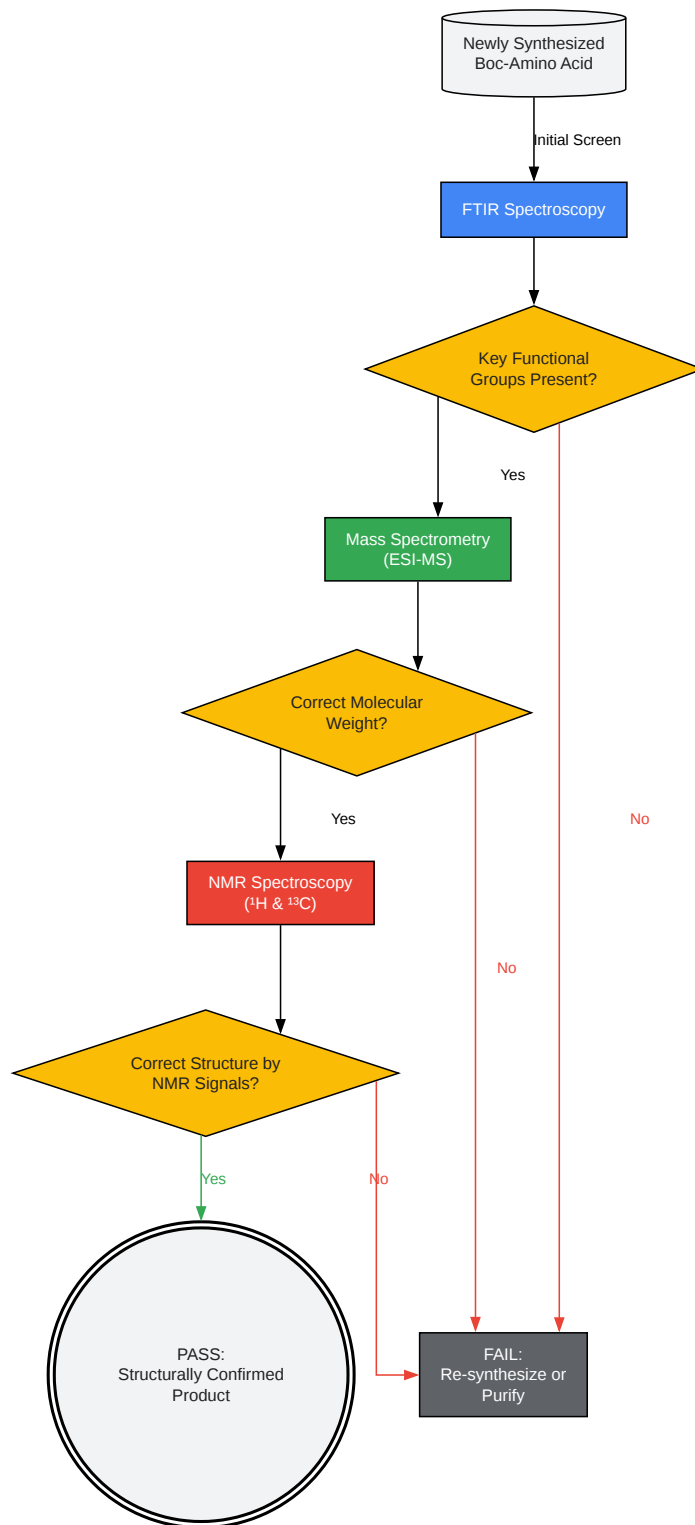 Newly Synthesized
Boc-Amino Acid
Initial Screen
FTIR Spectroscopy
Key Functional
Groups Present?
Yes
Mass Spectrometry
(ESI-MS)
Correct Molecular
Weight?
Yes
No
NMR Spectroscopy
(¹H & ¹³C)
No
Correct Structure by
NMR Signals?
Yes
No
PASS:
Structurally Confirmed
Product
FAIL:
Re-synthesize or
Purify